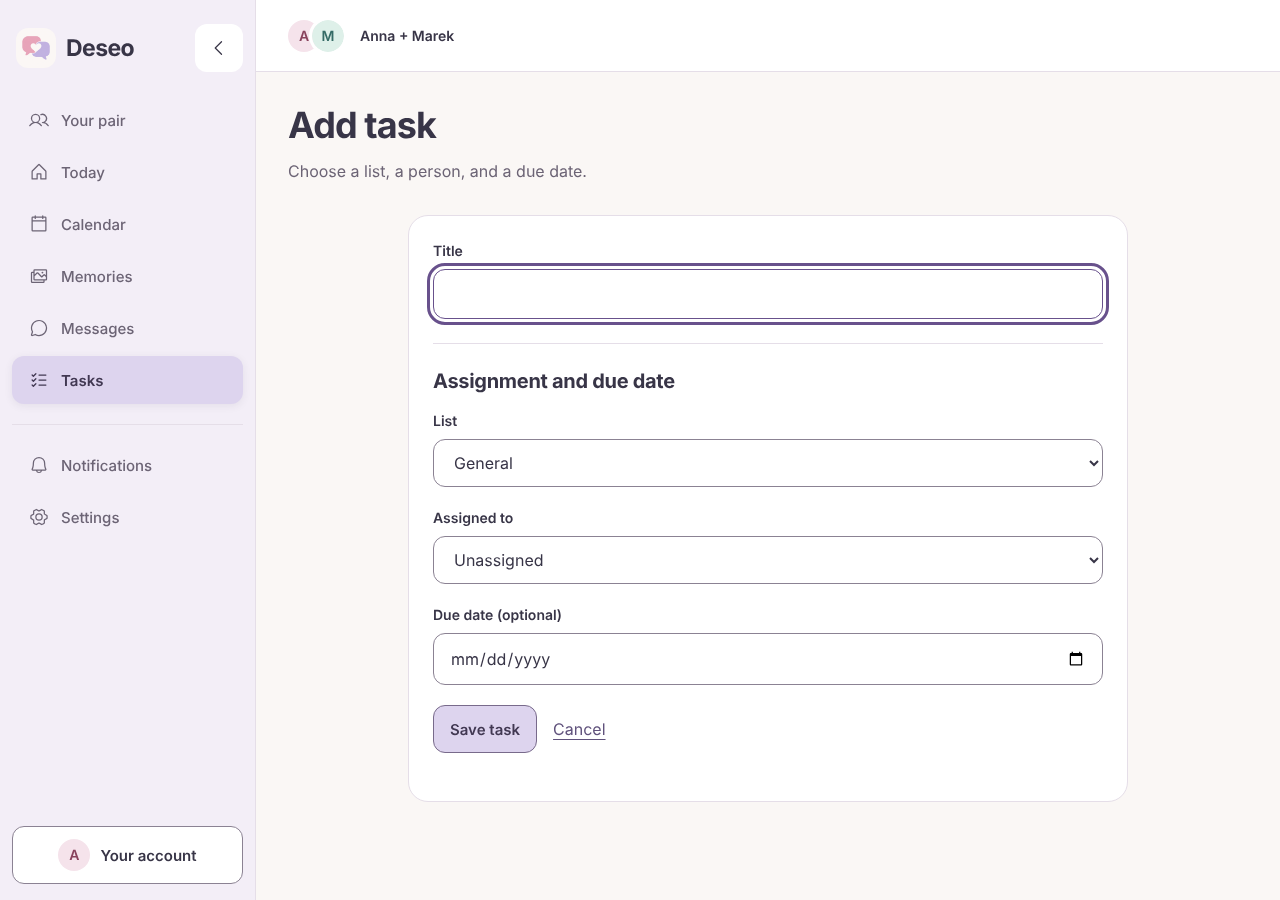 Deseo
Your pair
Today
Calendar
Memories
Messages
Tasks
Notifications
Settings
A
Your account
A
M
Anna + Marek
Add task
Choose a list, a person, and a due date.
Title
Assignment and due date
List
General
Assigned to
Unassigned
Due date (optional)
mm/dd/yyyy
Save task
Cancel